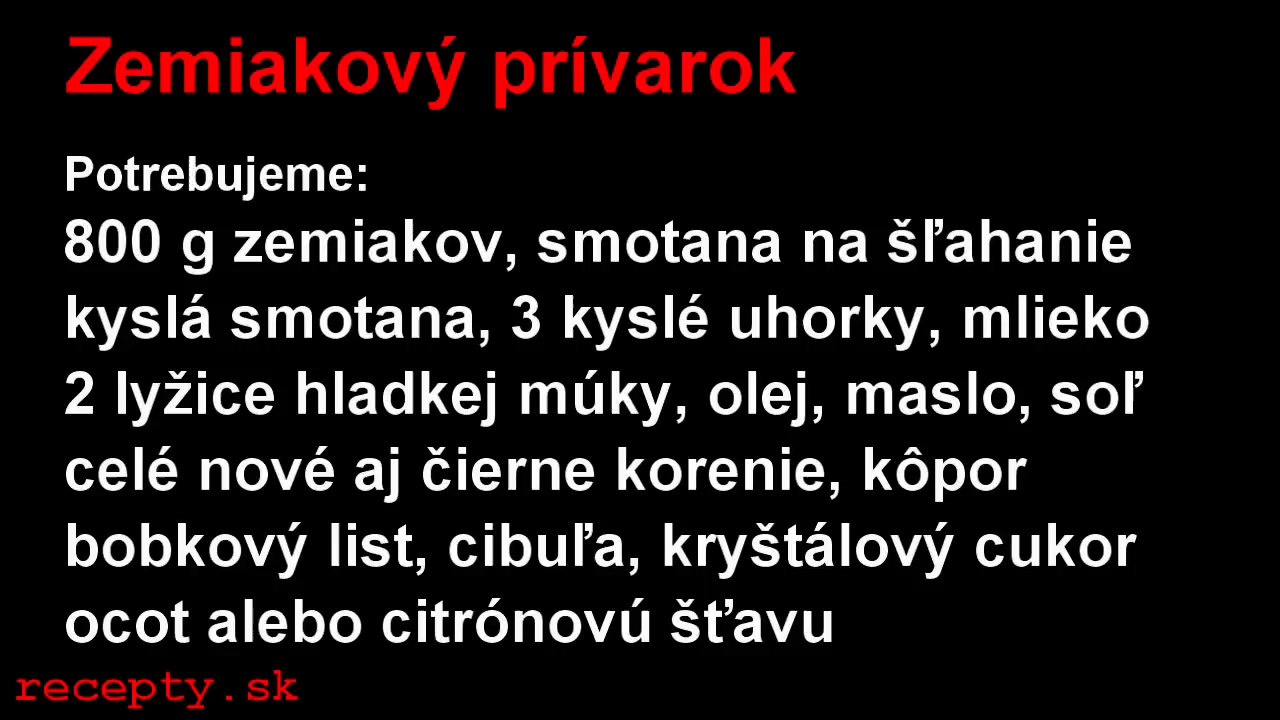 Zemiakový prívarok
Potrebujeme:
800 g zemiakov, smotana na šľahanie
kyslá smotana, 3 kyslé uhorky, mlieko
2 lyžice hladkej múky, olej, maslo, soľ
celé nové aj čierne korenie, kôpor
bobkový list, cibuľa, kryštálový cukor
ocot alebo citrónovú šťavu
recepty.sk